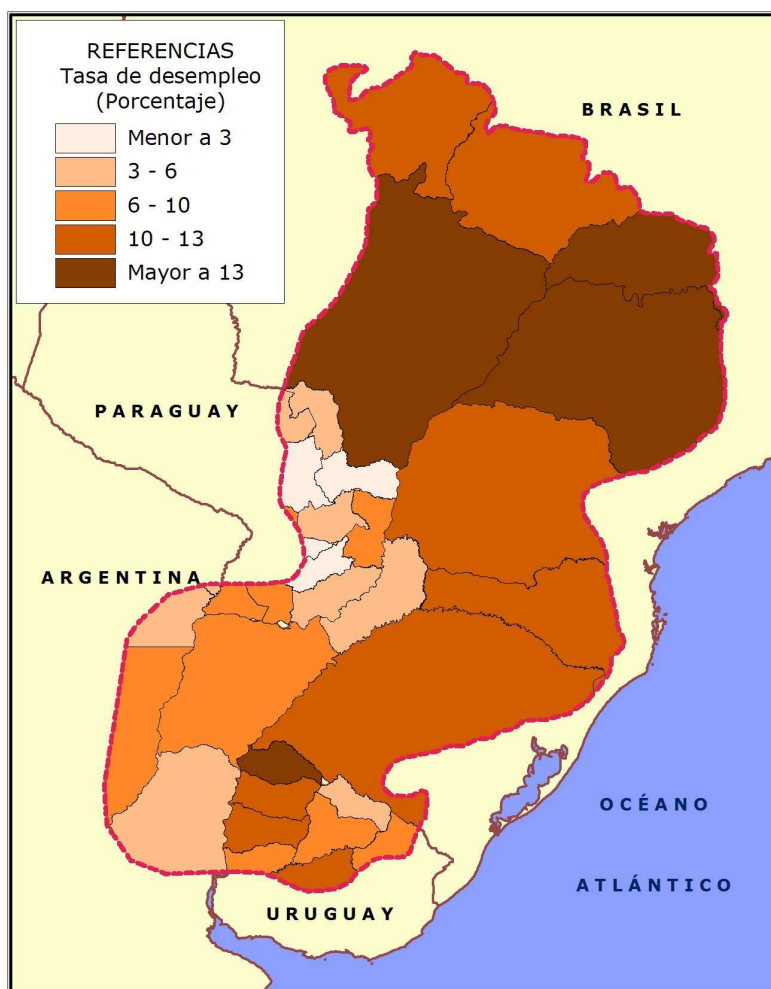 REFERENCIAS
Tasa de desempleo
(Porcentaje)
Menor a 3
3 - 6
6 - 10
10 - 13
Mayor a 13
BRASIL
PARAGUAY
ARGENTINA
OCÉANO
ATLÁNTICO
URUGUAY